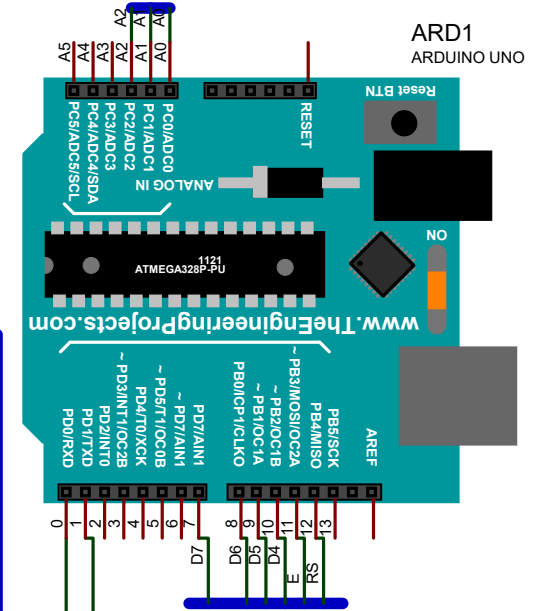 ARD1
ARDUINO UNO
A2
A1
A0
A5
A4
A3
A2
A1
A0
Reset BTN
RESET
PC5/ADC5/SCL
PC4/ADC4/SDA
PC3/ADC3
PC2/ADC2
PC1/ADC1
PC0/ADC0
ANALOG IN
ON
1121
ATMEGA328P-PU
www.TheEngineeringProjects.com
PD0/RXD
PD1/TXD
PD2/INT0
~ PD3/INT1/OC2B
PD4/T0/XCK
~ PD5/T1/OC0B
~ PD7/AIN1
PD7/AIN1
PB0/ICP1/CLKO
~ PB1/OC1A
~ PB2/OC1B
~ PB3/MOSI/OC2A
PB4/MISO
PB5/SCK
AREF
0
1
2
3
4
5
6
7
8
9
10
11
12
13
D7
D6
D5
D4
E
RS